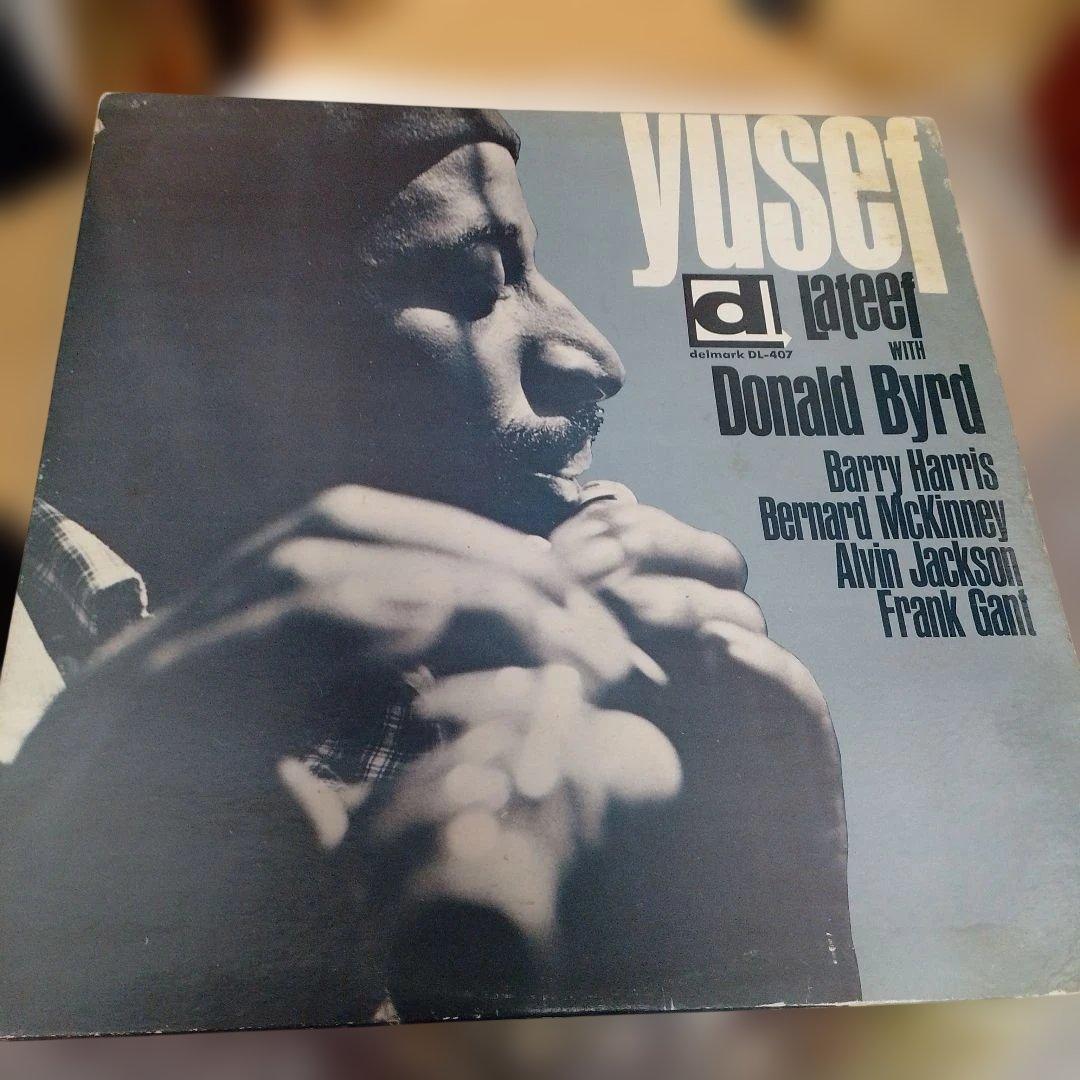 yusef
d
Lateef
delmark DL-407
WITH
Donald Byrd
Barry Harris
Bernard McKinney
Alvin Jackson
Frank Gant